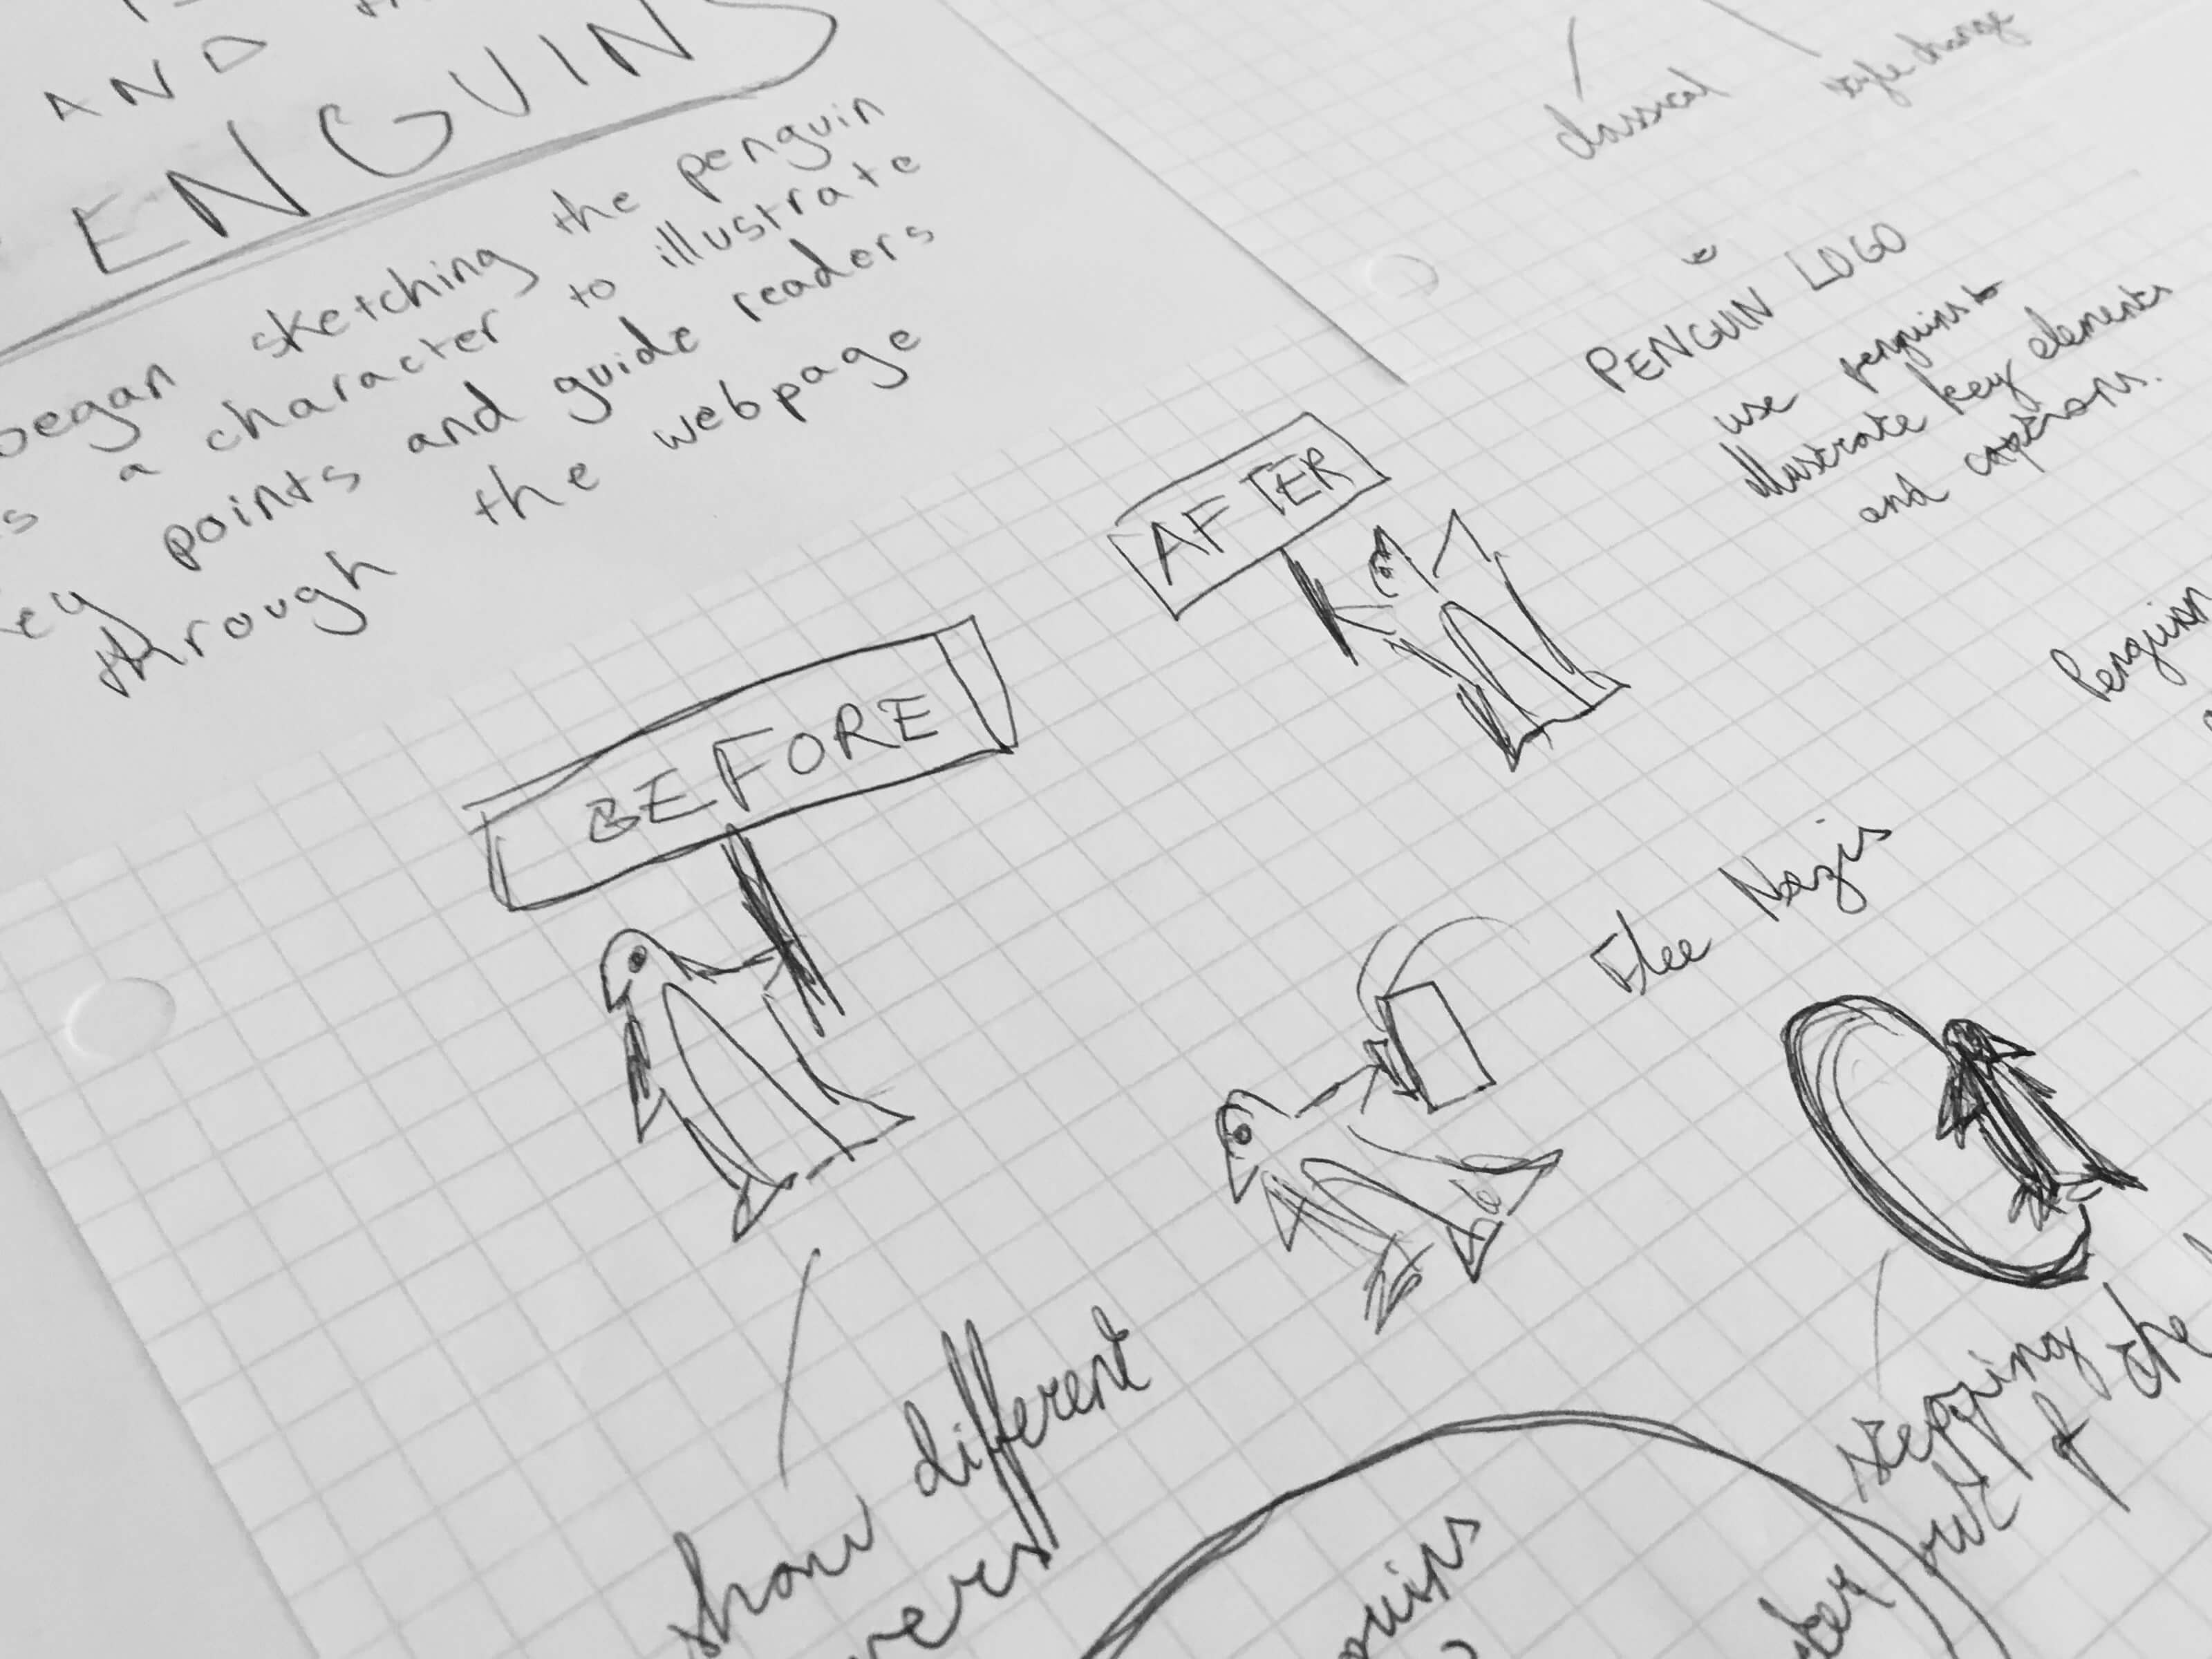 AND
ENGUINS
began sketching the penguin
s a character to illustrate
ey points and guide readers
through the webpage
classical
style change
PENGUIN LOGO
use penguins to
illustrate key elements
and captions.
AFTER
BEFORE
Penguin
Flee Nazis
show different
vers
stepping
out of the
guins